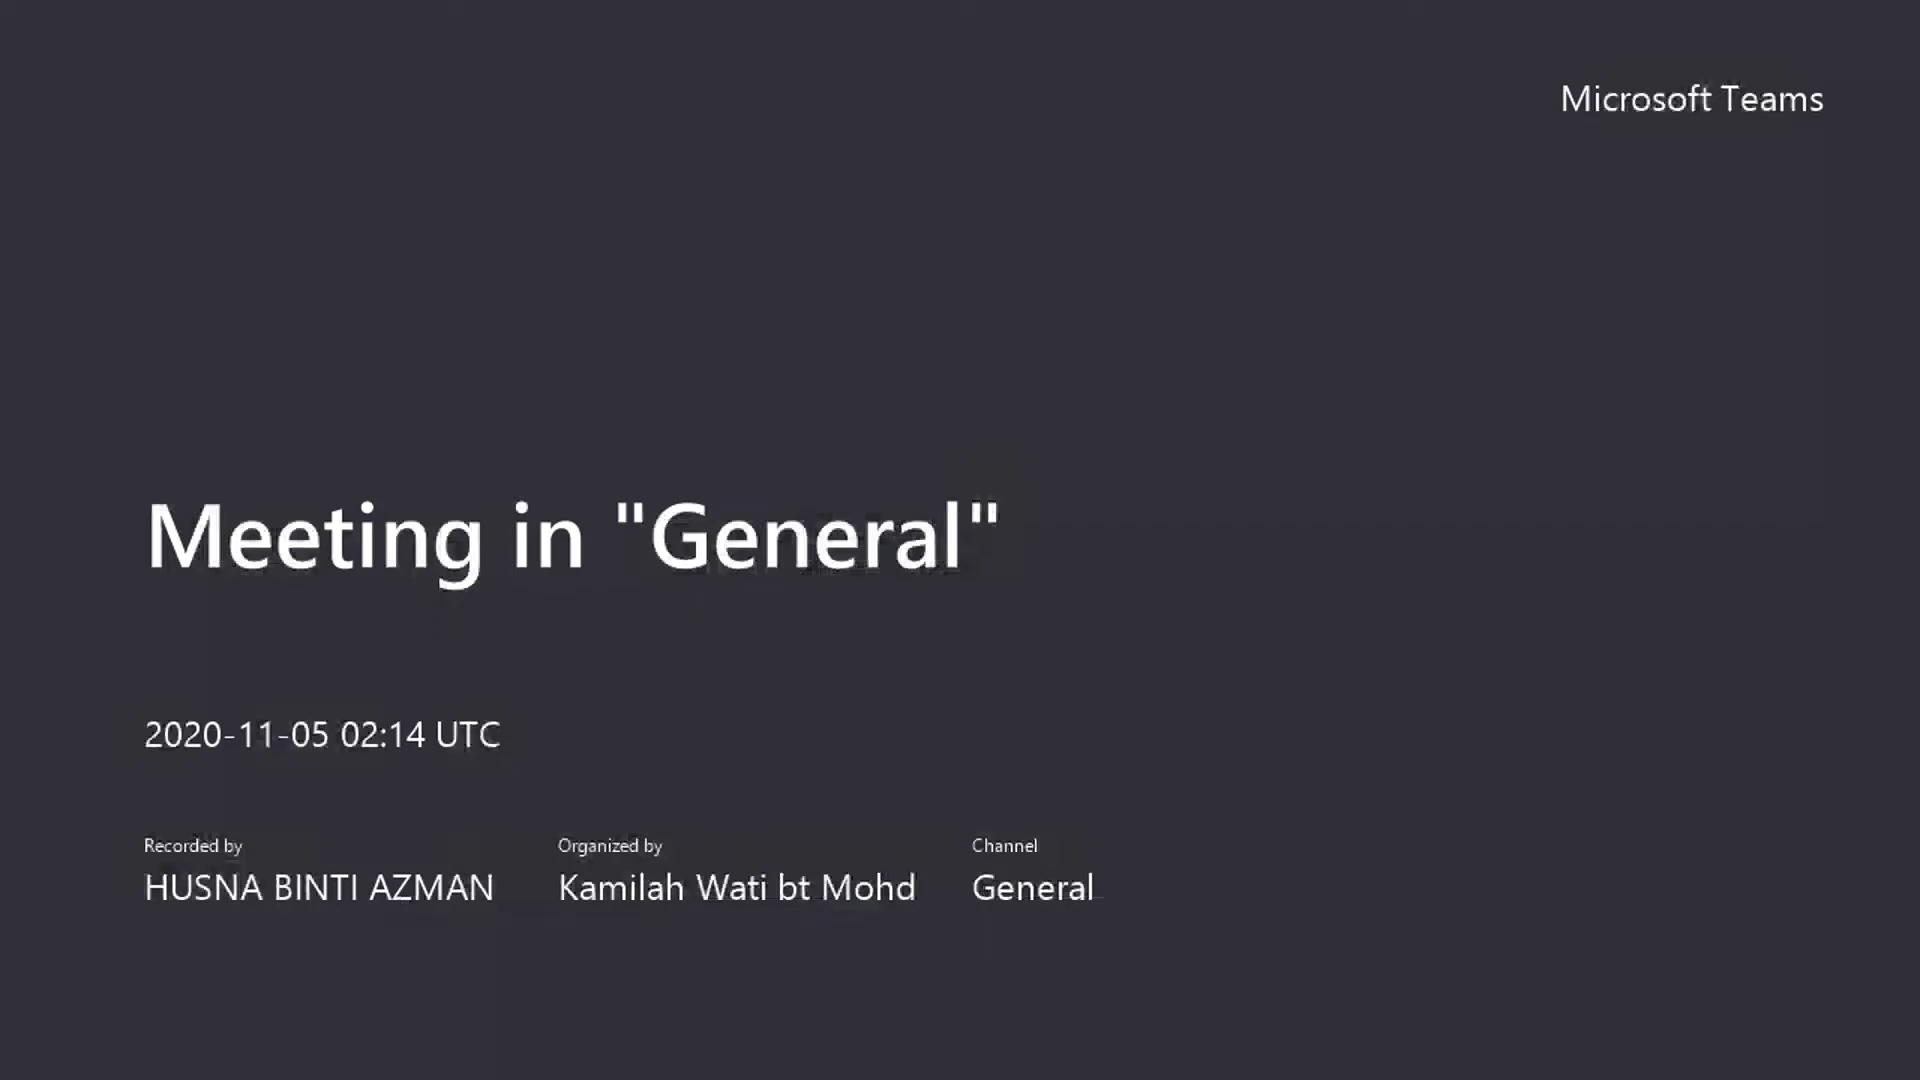 Microsoft Teams
Meeting in "General"
2020-11-05 02:14 UTC
Recorded by Organized by Channel
HUSNA BINTI AZMAN Kamilah Wati bt Mohd General